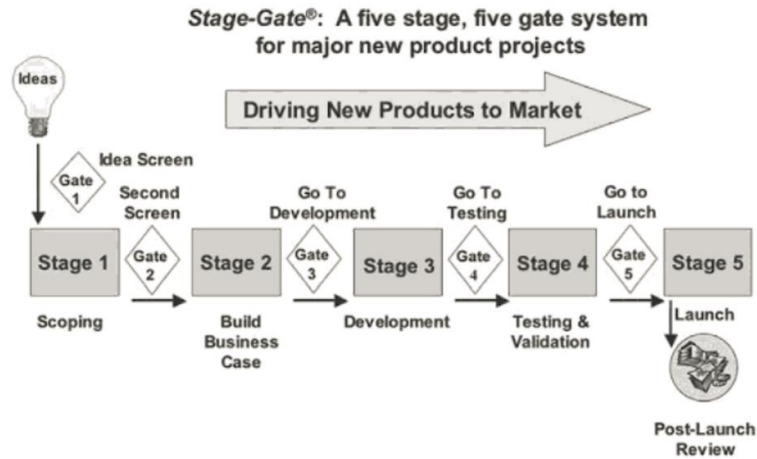 Stage-Gate®: A five stage, five gate system
for major new product projects
Ideas
Driving New Products to Market
Idea Screen
Gate
1
Second
Screen
Go To
Development
Go To
Testing
Go to
Launch
Stage 1
Gate
2
Stage 2
Gate
3
Stage 3
Gate
4
Stage 4
Gate
5
Stage 5
Scoping
Build
Business
Case
Development
Testing &
Validation
Launch
Post-Launch
Review